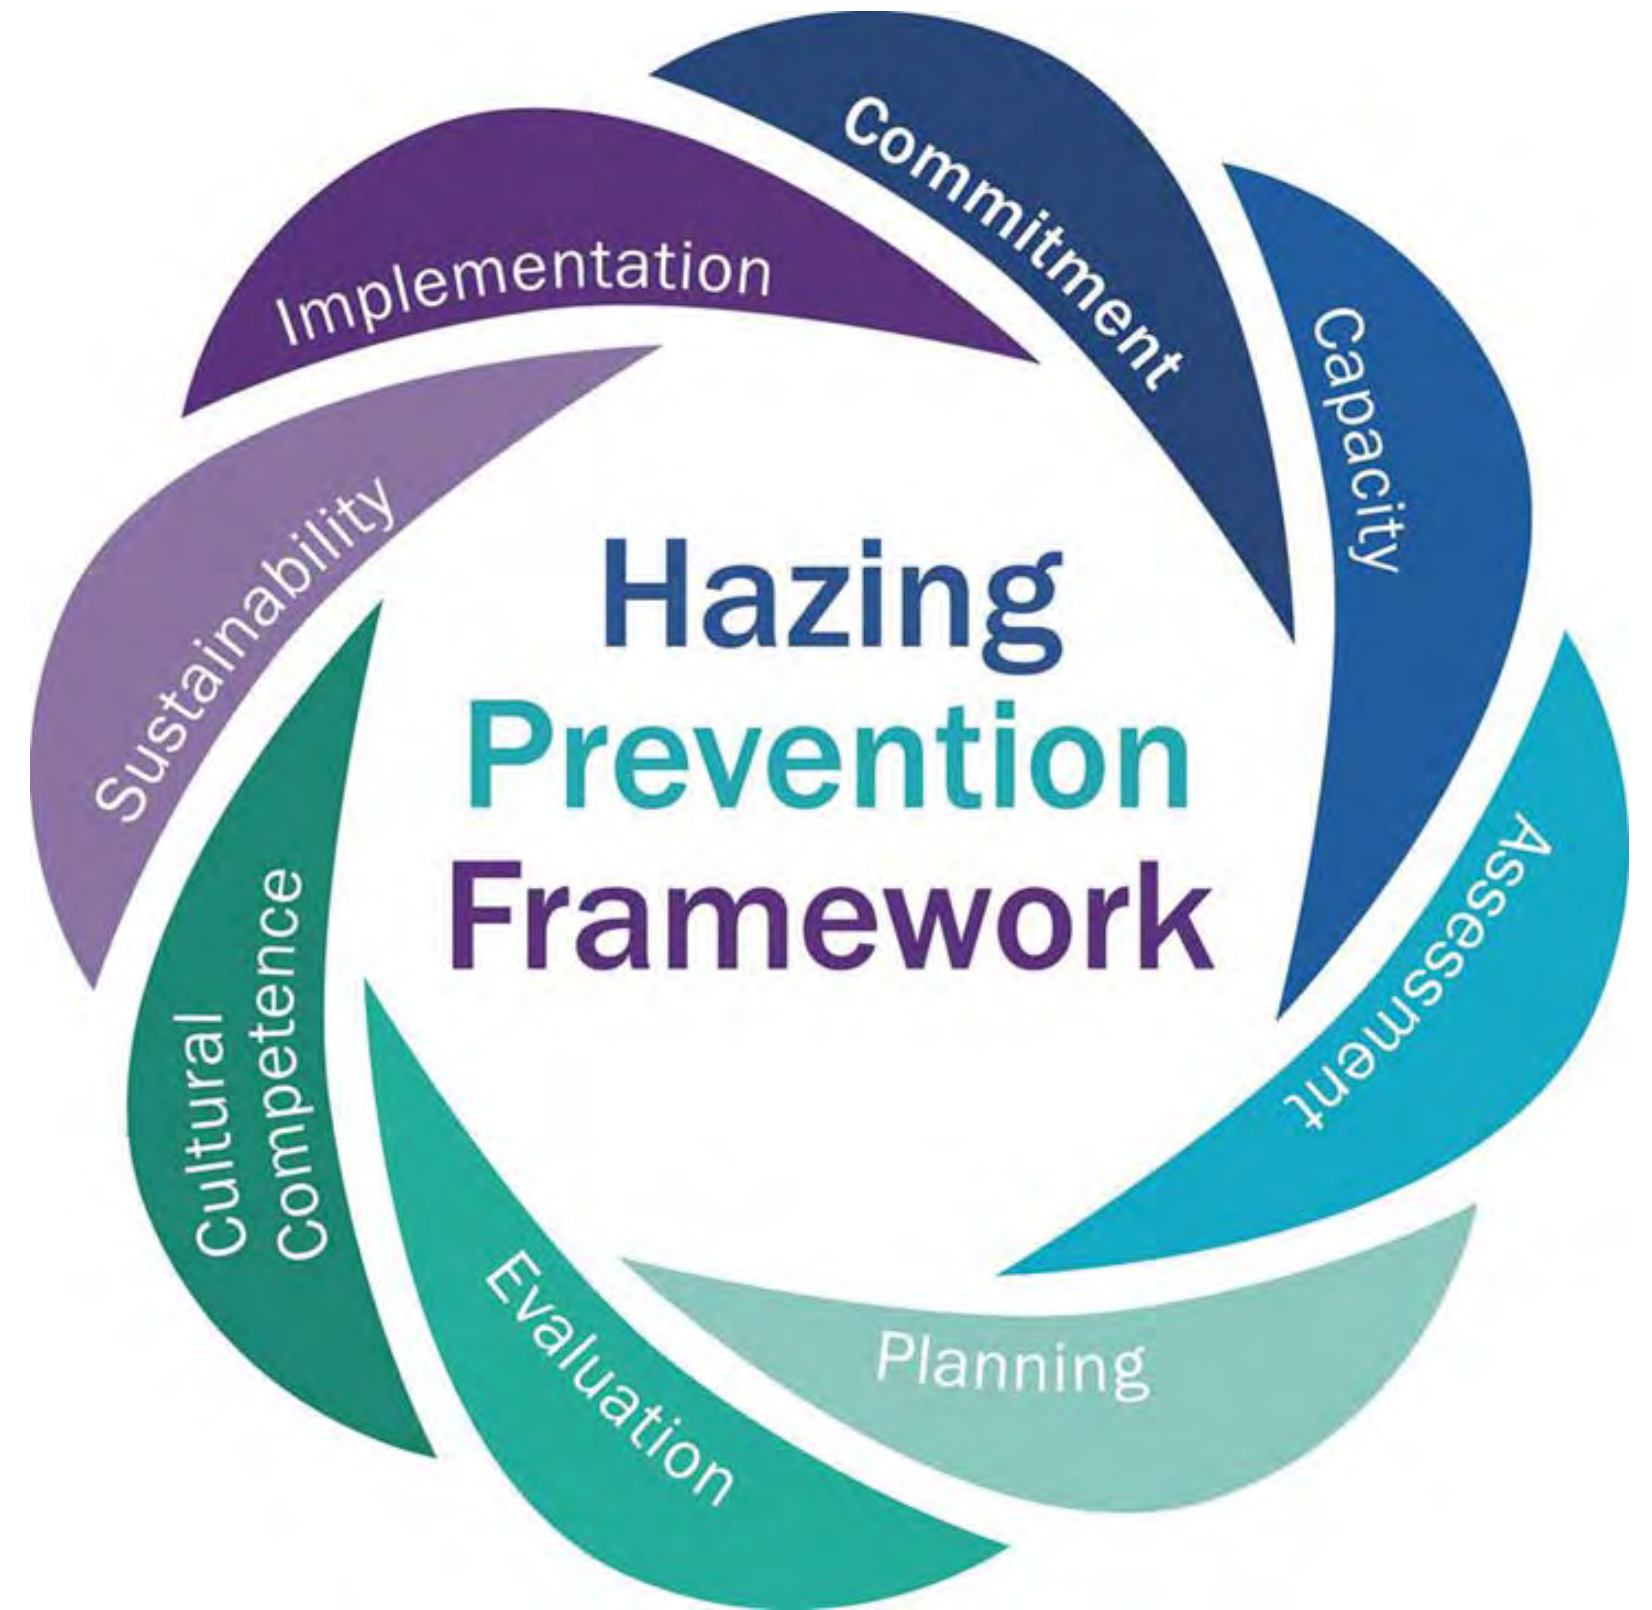 Hazing
Prevention
Framework
Commitment
Capacity
Assessment
Planning
Evaluation
Cultural
Competence
Sustainability
Implementation